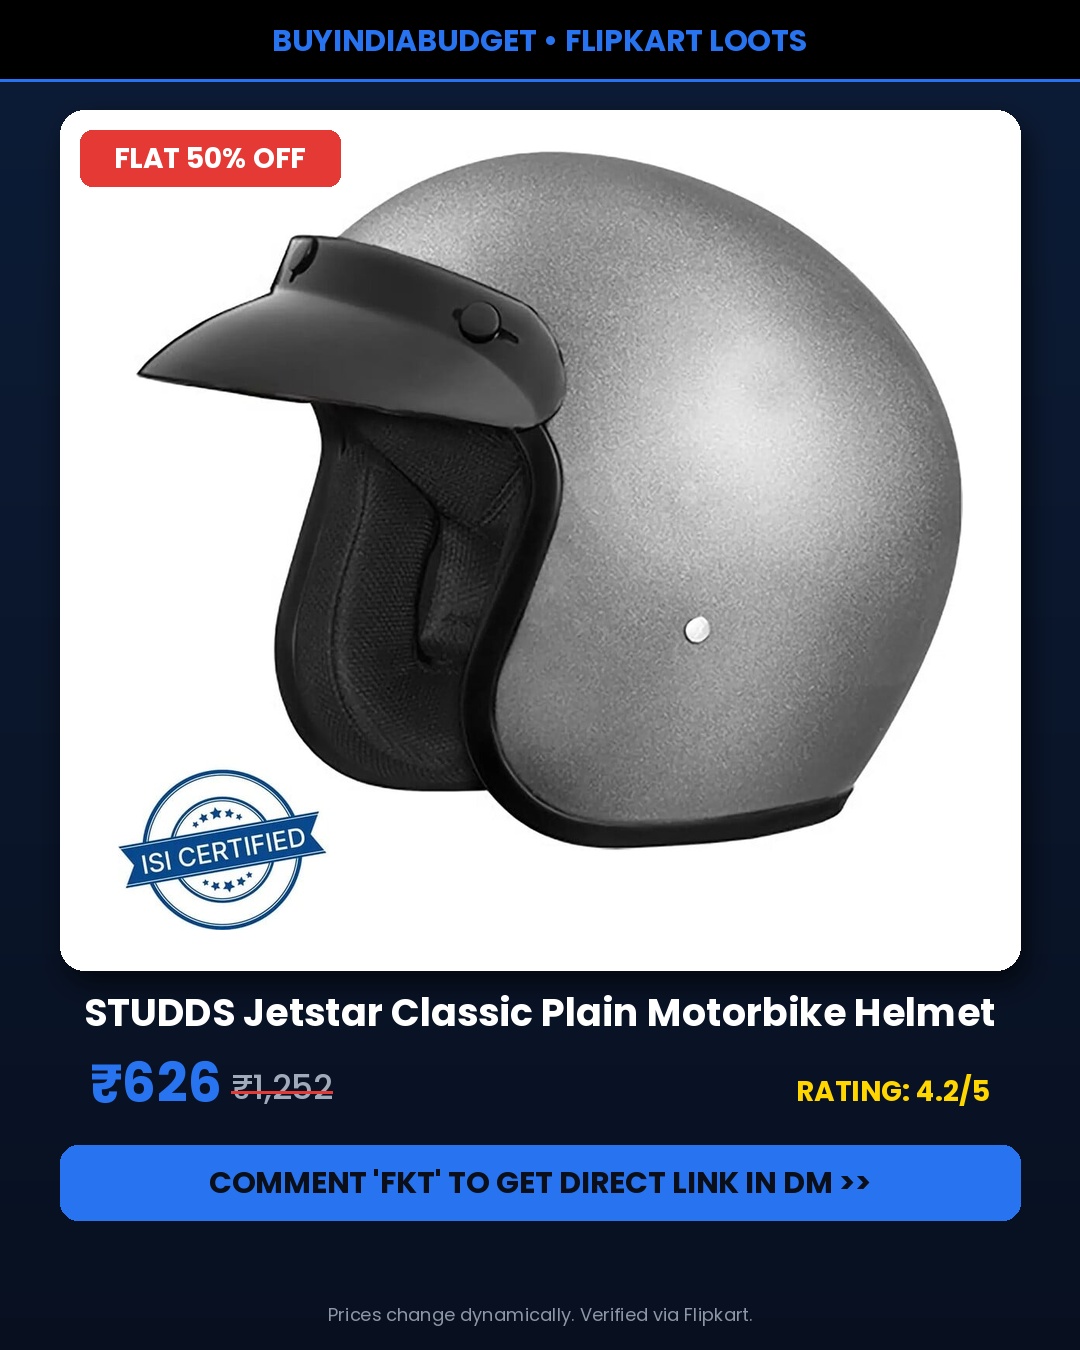 BUYINDIABUDGET • FLIPKART LOOTS
FLAT 50% OFF
ISI CERTIFIED
STUDDS Jetstar Classic Plain Motorbike Helmet
₹626 ₹1,252
RATING: 4.2/5
COMMENT 'FKT' TO GET DIRECT LINK IN DM >>
Prices change dynamically. Verified via Flipkart.